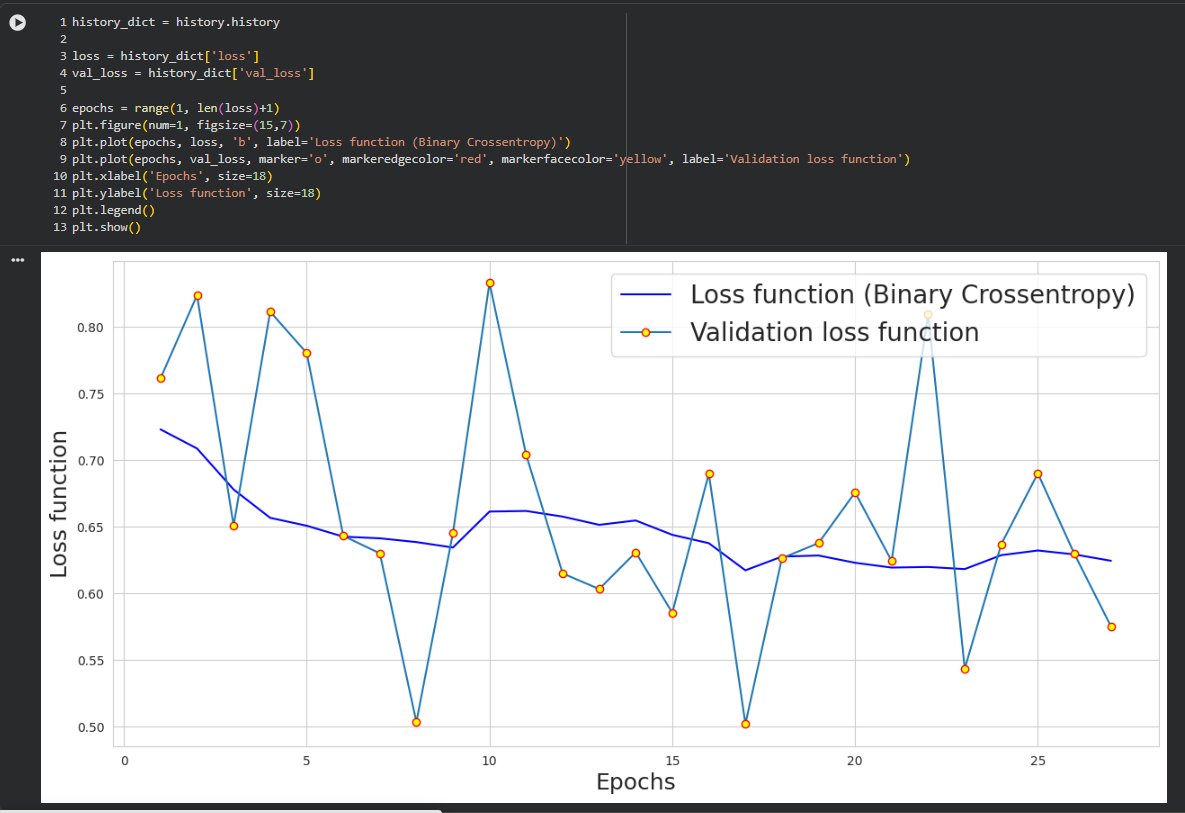 1 history_dict = history.history
2
3 loss = history_dict['loss']
4 val_loss = history_dict['val_loss']
5
6 epochs = range(1, len(loss)+1)
7 plt.figure(num=1, figsize=(15,7))
8 plt.plot(epochs, loss, 'b', label='Loss function (Binary Crossentropy)')
9 plt.plot(epochs, val_loss, marker='o', markeredgecolor='red', markerfacecolor='yellow', label='Validation loss function')
10 plt.xlabel('Epochs', size=18)
11 plt.ylabel('Loss function', size=18)
12 plt.legend()
13 plt.show()
Loss function (Binary Crossentropy)
Validation loss function
0.80
0.75
0.70
0.65
0.60
0.55
0.50
Loss function
0 5 10 15 20 25
Epochs